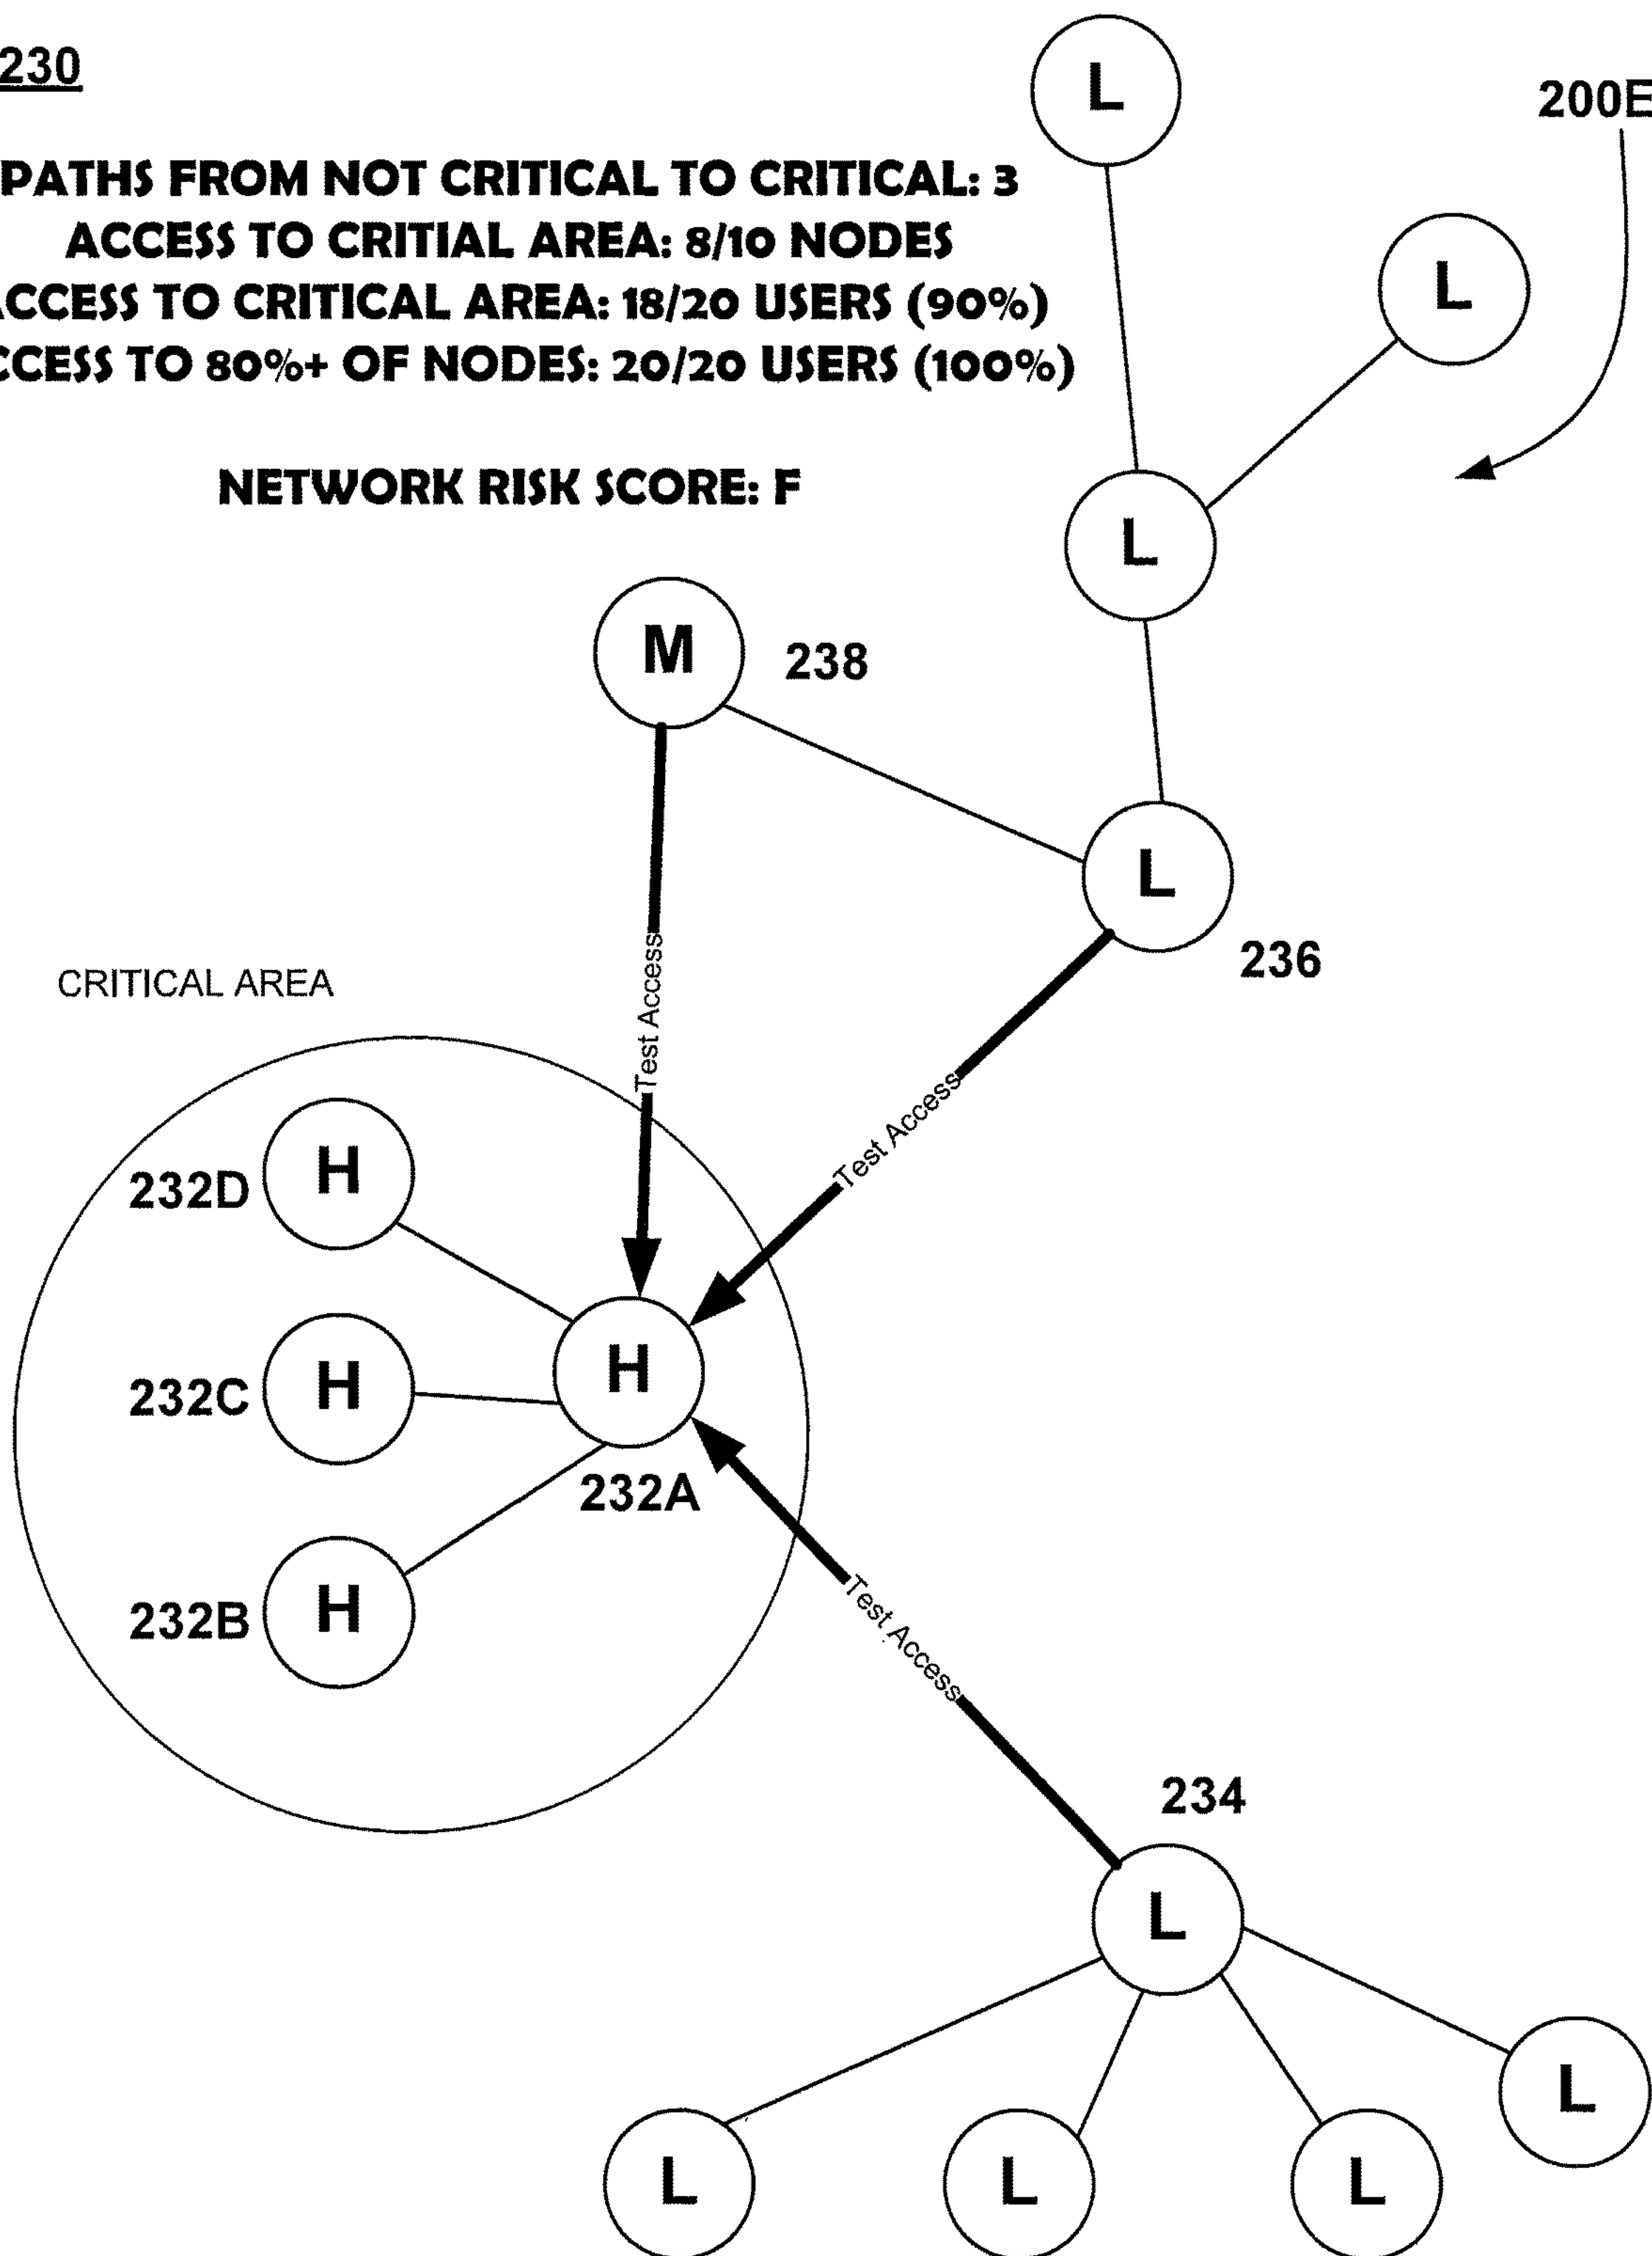 230
200E
PATHS FROM NOT CRITICAL TO CRITICAL: 3
ACCESS TO CRITIAL AREA: 8/10 NODES
CCESS TO CRITICAL AREA: 18/20 USERS (90%)
CCESS TO 80%+ OF NODES: 20/20 USERS (100%)
NETWORK RISK SCORE: F
L
L
L
M
238
L
236
Test Access
Test Access
CRITICAL AREA
232D
H
232C
H
H
232A
232B
H
Test Access
234
L
L
L
L
L